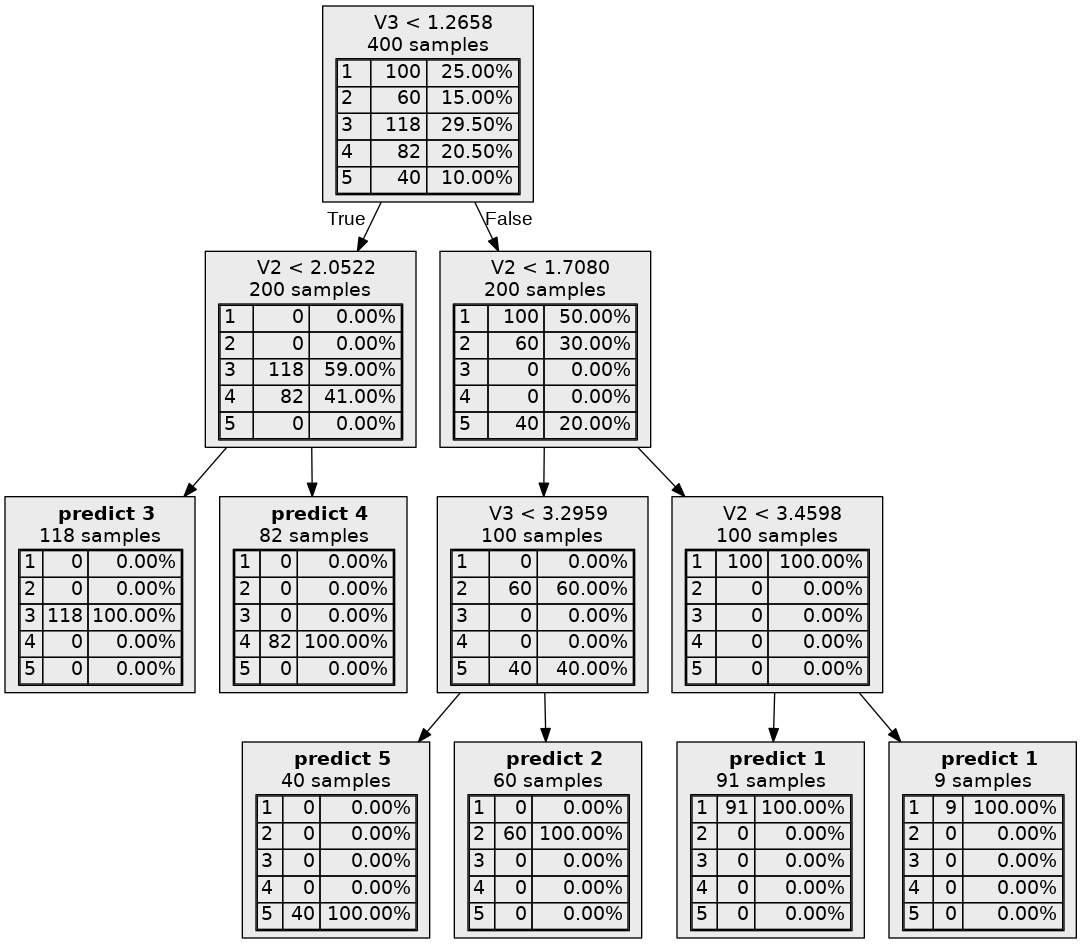 V3 < 1.2658
400 samples
1 100 25.00%
2 60 15.00%
3 118 29.50%
4 82 20.50%
5 40 10.00%
True
False
V2 < 2.0522
200 samples
1 0 0.00%
2 0 0.00%
3 118 59.00%
4 82 41.00%
5 0 0.00%
V2 < 1.7080
200 samples
1 100 50.00%
2 60 30.00%
3 0 0.00%
4 0 0.00%
5 40 20.00%
predict 3
118 samples
1 0 0.00%
2 0 0.00%
3 118 100.00%
4 0 0.00%
5 0 0.00%
predict 4
82 samples
1 0 0.00%
2 0 0.00%
3 0 0.00%
4 82 100.00%
5 0 0.00%
V3 < 3.2959
100 samples
1 0 0.00%
2 60 60.00%
3 0 0.00%
4 0 0.00%
5 40 40.00%
V2 < 3.4598
100 samples
1 100 100.00%
2 0 0.00%
3 0 0.00%
4 0 0.00%
5 0 0.00%
predict 5
40 samples
1 0 0.00%
2 0 0.00%
3 0 0.00%
4 0 0.00%
5 40 100.00%
predict 2
60 samples
1 0 0.00%
2 60 100.00%
3 0 0.00%
4 0 0.00%
5 0 0.00%
predict 1
91 samples
1 91 100.00%
2 0 0.00%
3 0 0.00%
4 0 0.00%
5 0 0.00%
predict 1
9 samples
1 9 100.00%
2 0 0.00%
3 0 0.00%
4 0 0.00%
5 0 0.00%